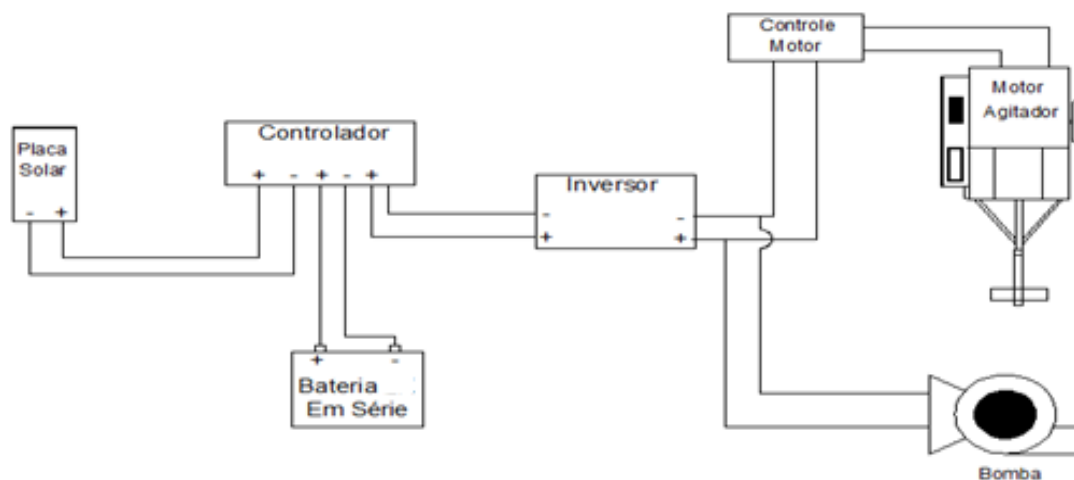 Controle
Motor
Motor
Agitador
Controlador
+ - + - +
Placa
Solar
- +
Inversor
- -
+ +
+ -
Bateria
Em Série
Bomba